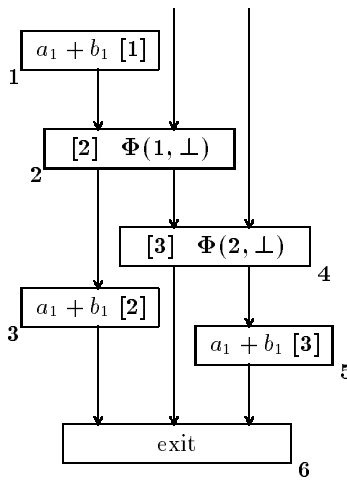 a₁ + b₁ [1]
1
[2] Φ(1, ⊥)
2
[3] Φ(2, ⊥)
4
a₁ + b₁ [2]
3
a₁ + b₁ [3]
5
exit
6